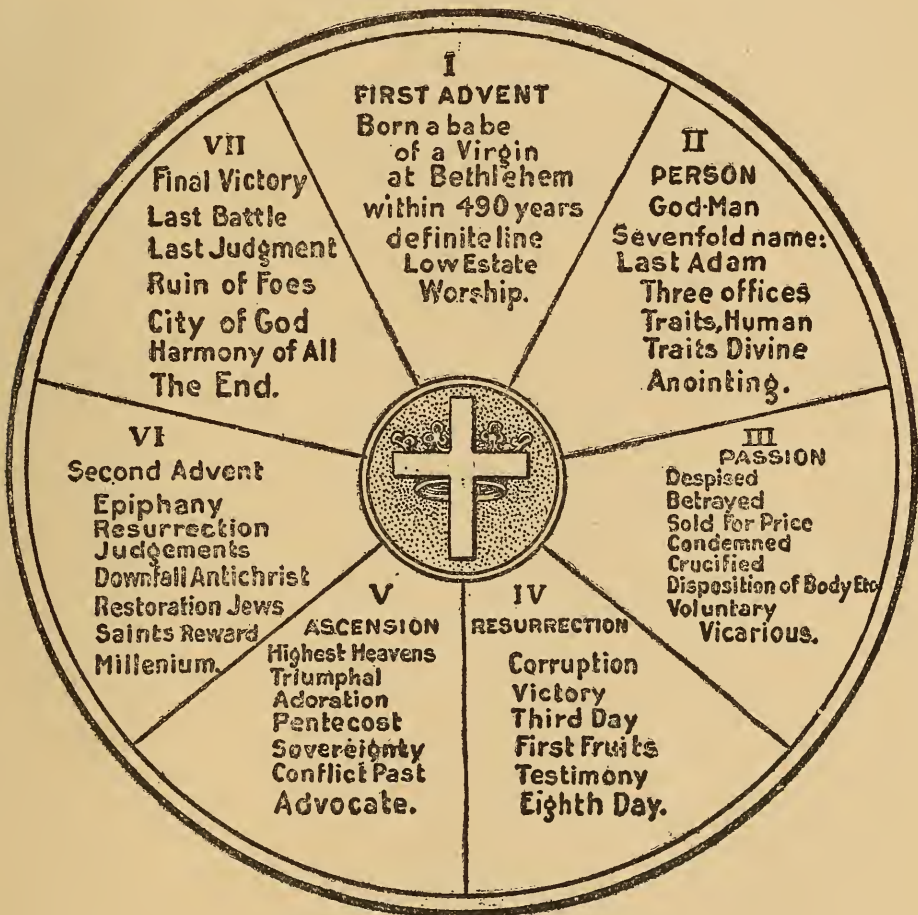 I
FIRST ADVENT
Born a babe
of a Virgin
at Bethlehem
within 490 years
definite line
Low Estate
Worship.
II
PERSON
God-Man
Sevenfold name:
Last Adam
Three offices
Traits, Human
Traits Divine
Anointing.
III
PASSION
Despised
Betrayed
Sold for Price
Condemned
Crucified
Disposition of Body Etc
Voluntary
Vicarious.
IV
RESURRECTION
Corruption
Victory
Third Day
First Fruits
Testimony
Eighth Day.
V
ASCENSION
Highest Heavens
Triumphal
Adoration
Pentecost
Sovereignty
Conflict Past
Advocate.
VI
Second Advent
Epiphany
Resurrection
Judgements
Downfall Antichrist
Restoration Jews
Saints Reward
Millenium.
VII
Final Victory
Last Battle
Last Judgment
Ruin of Foes
City of God
Harmony of All
The End.